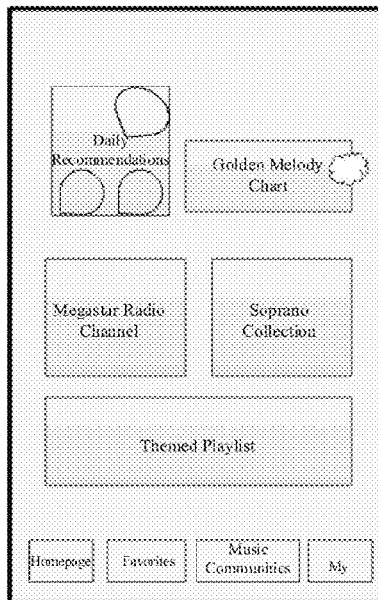 Daily
Recommendations
Golden Melody
Chart
Megastar Radio
Channel
Soprano
Collection
Themed Playlist
Homepage
Favorites
Music
Communities
My